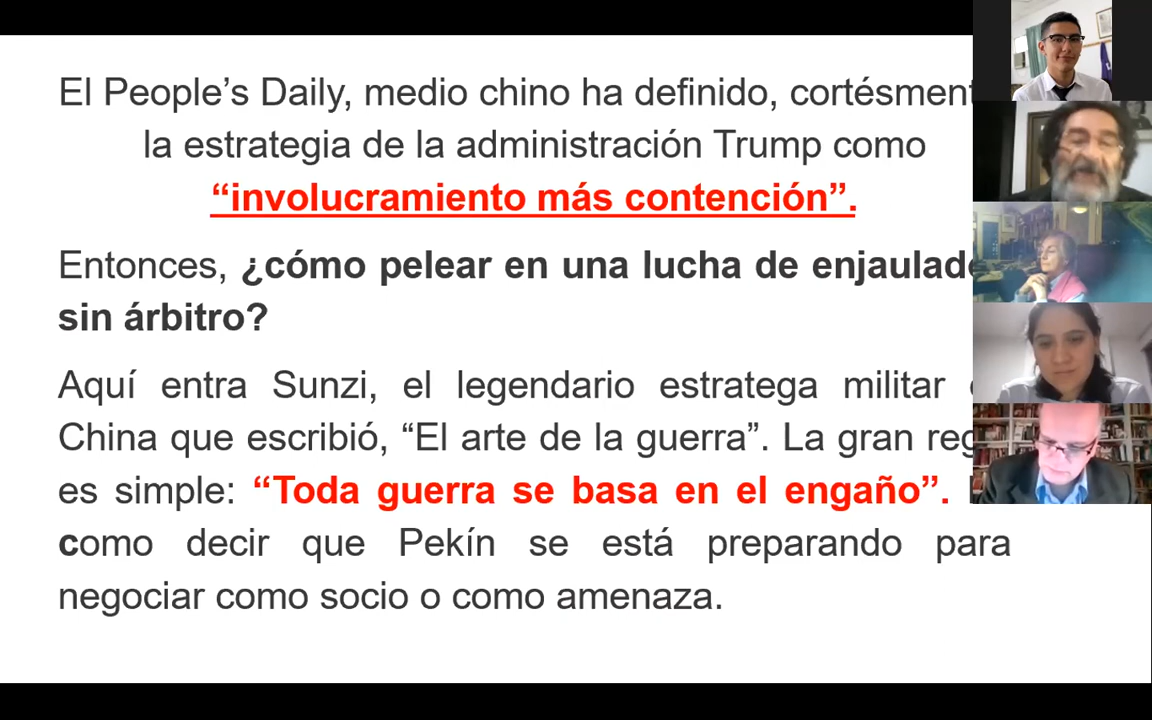 El People’s Daily, medio chino ha definido, cortésment
la estrategia de la administración Trump como
“involucramiento más contención”.
Entonces, ¿cómo pelear en una lucha de enjaulado
sin árbitro?
Aquí entra Sunzi, el legendario estratega militar
China que escribió, “El arte de la guerra”. La gran reg
es simple: “Toda guerra se basa en el engaño”.
como decir que Pekín se está preparando para
negociar como socio o como amenaza.